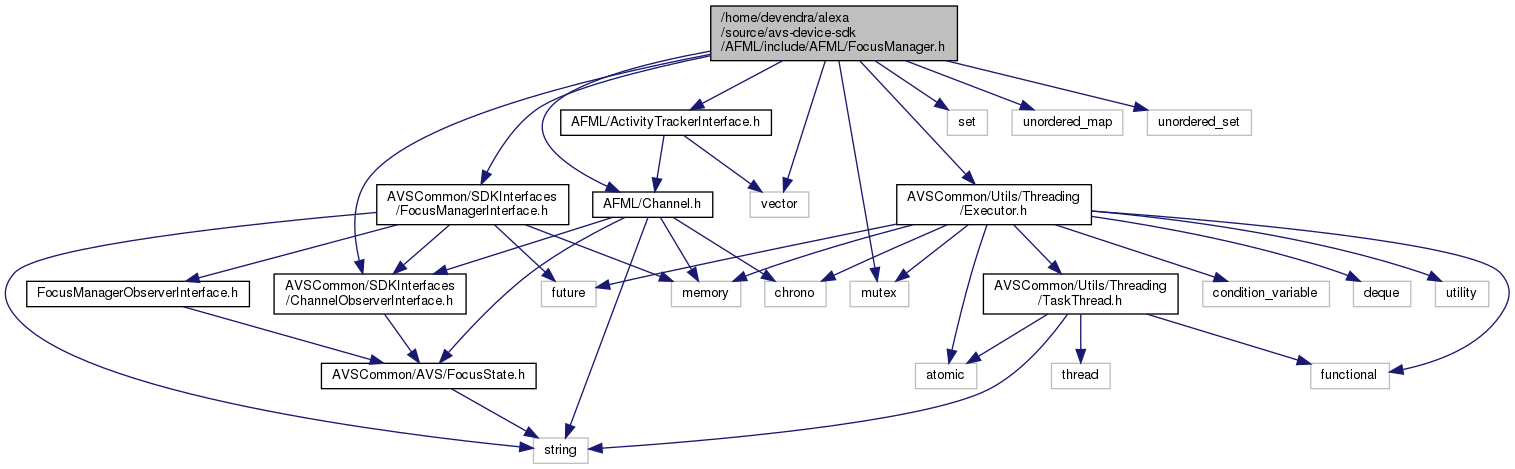 /home/devendra/alexa
/source/avs-device-sdk
/AFML/include/AFML/FocusManager.h
AFML/ActivityTrackerInterface.h
set
unordered_map
unordered_set
AVSCommon/SDKInterfaces
/FocusManagerInterface.h
AFML/Channel.h
vector
AVSCommon/Utils/Threading
/Executor.h
FocusManagerObserverInterface.h
AVSCommon/SDKInterfaces
/ChannelObserverInterface.h
future
memory
chrono
mutex
AVSCommon/Utils/Threading
/TaskThread.h
condition_variable
deque
utility
AVSCommon/AVS/FocusState.h
atomic
thread
functional
string